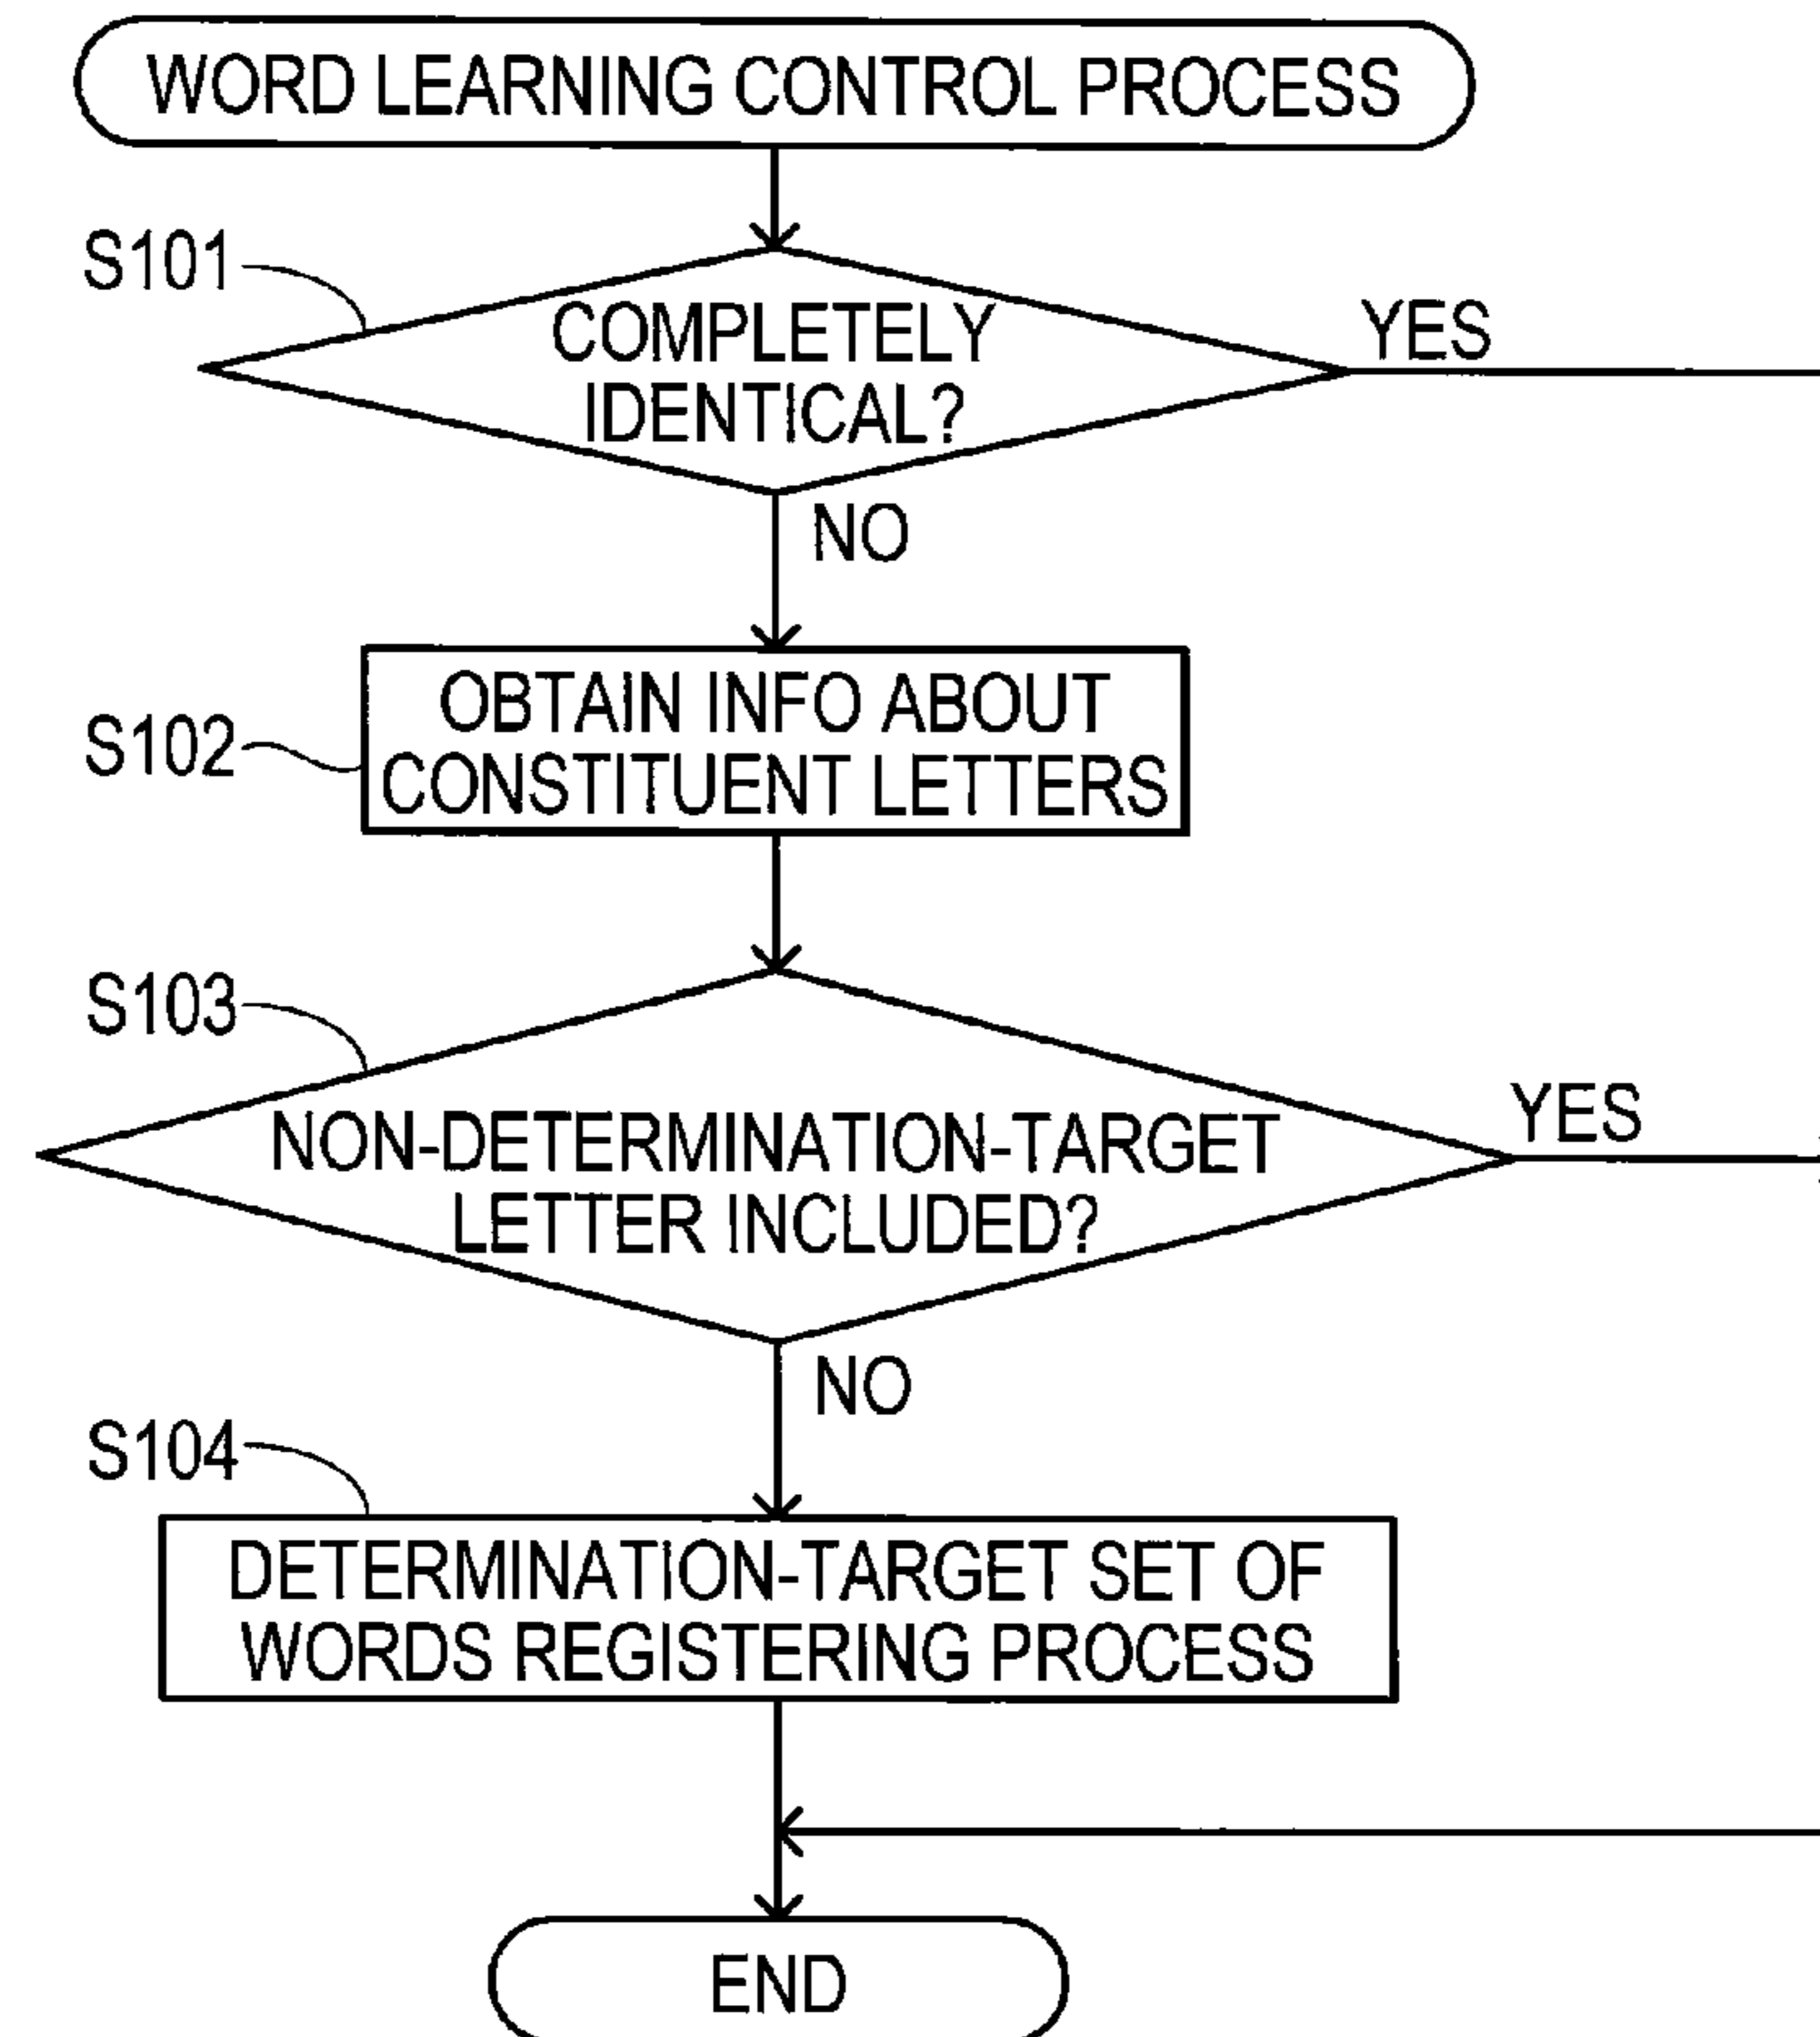 WORD LEARNING CONTROL PROCESS
S101
COMPLETELY
IDENTICAL?
YES
NO
S102
OBTAIN INFO ABOUT
CONSTITUENT LETTERS
S103
NON-DETERMINATION-TARGET
LETTER INCLUDED?
YES
NO
S104
DETERMINATION-TARGET SET OF
WORDS REGISTERING PROCESS
END